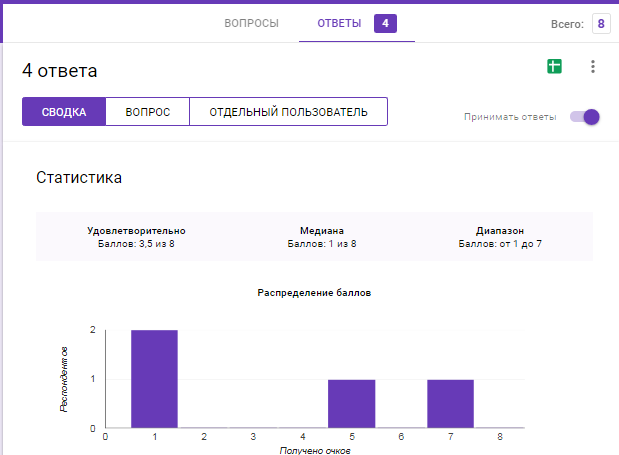 ВОПРОСЫ ОТВЕТЫ 4 Всего: 8
4 ответа
СВОДКА ВОПРОС ОТДЕЛЬНЫЙ ПОЛЬЗОВАТЕЛЬ
Принимать ответы
Статистика
Удовлетворительно Медиана Диапазон
Баллов: 3,5 из 8 Баллов: 1 из 8 Баллов: от 1 до 7
Распределение баллов
Респондентов
2
1
0
0 1 2 3 4 5 6 7 8
Получено очков